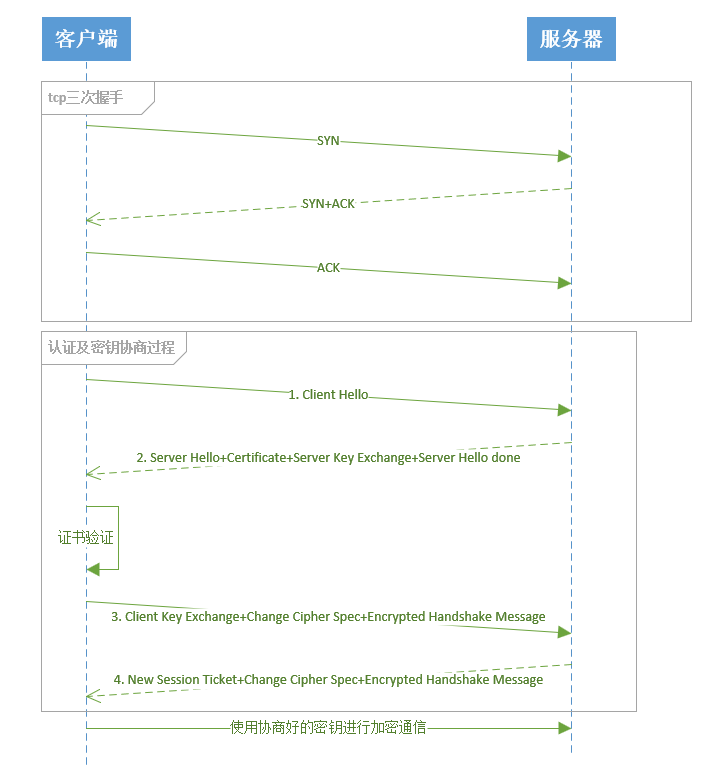 客户端
服务器
tcp三次握手
SYN
SYN+ACK
ACK
认证及密钥协商过程
1. Client Hello
2. Server Hello+Certificate+Server Key Exchange+Server Hello done
证书验证
3. Client Key Exchange+Change Cipher Spec+Encrypted Handshake Message
4. New Session Ticket+Change Cipher Spec+Encrypted Handshake Message
使用协商好的密钥进行加密通信